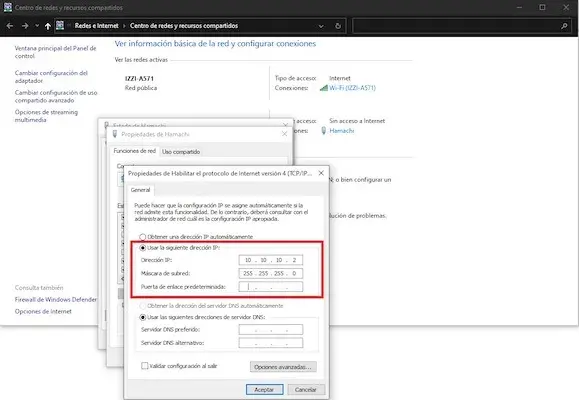 Centro de redes y recursos compartidos
Redes e Internet > Centro de redes y recursos compartidos
Ventana principal del Panel de control
Cambiar configuración del adaptador
Cambiar configuración de uso compartido avanzado
Opciones de streaming multimedia
Ver información básica de la red y configurar conexiones
Ver las redes activas
IZZI-A571
Red pública
Tipo de acceso: Internet
Conexiones: Wi-Fi (IZZI-A571)
acceso: Sin acceso a Internet
Hamachi
N; o bien configurar un
lución de problemas.
Propiedades de Hamachi
Funciones de red
Uso compartido
Propiedades de Habilitar el protocolo de Internet versión 4 (TCP/IP...
General
Puede hacer que la configuración IP se asigne automáticamente si la
red admite esta funcionalidad. De lo contrario, deberá consultar con el
administrador de red cuál es la configuración IP apropiada.
Obtener una dirección IP automáticamente
Usar la siguiente dirección IP:
Dirección IP: 10 . 10 . 10 . 2
Máscara de subred: 255 . 255 . 255 . 0
Puerta de enlace predeterminada: . . .
Obtener la dirección del servidor DNS automáticamente
Usar las siguientes direcciones de servidor DNS:
Servidor DNS preferido: . . .
Servidor DNS alternativo: . . .
Validar configuración al salir
Opciones avanzadas...
Aceptar
Cancelar
Consulta también
Firewall de Windows Defender
Opciones de Internet